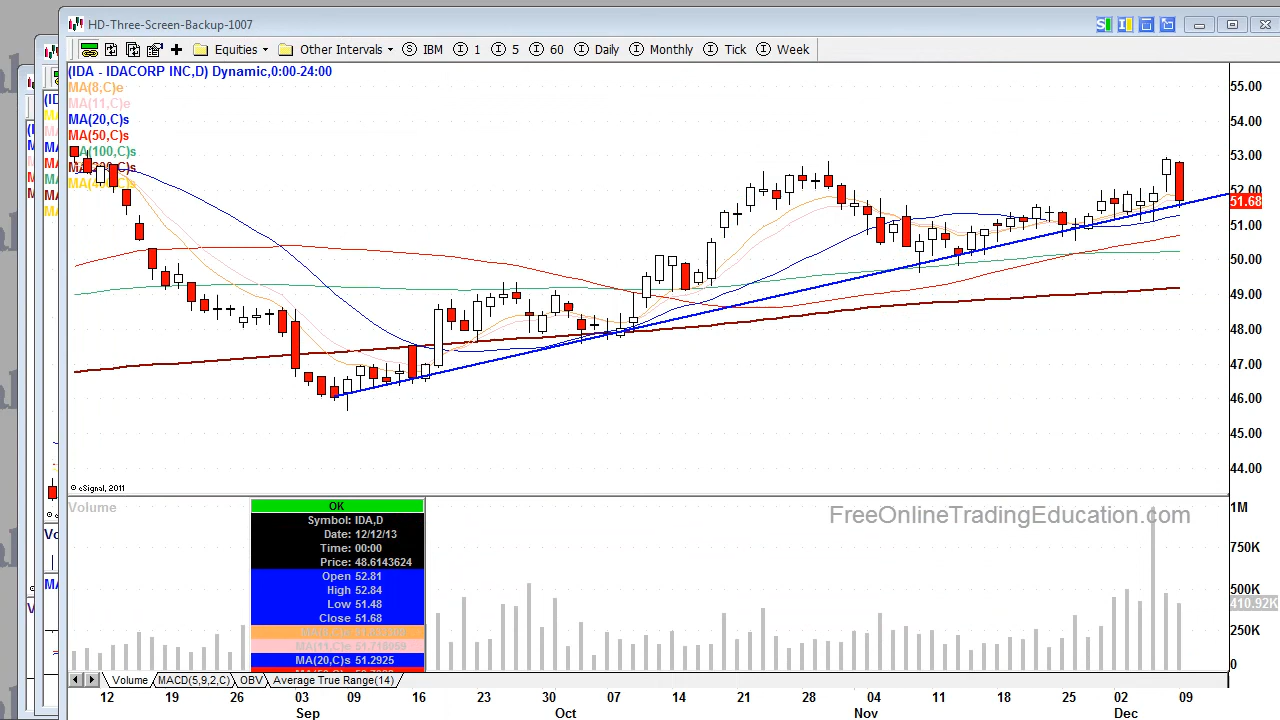 HD-Three-Screen-Backup-1007
Equities Other Intervals IBM 1 5 60 Daily Monthly Tick Week
(IDA - IDACORP INC,D) Dynamic,0:00-24:00
MA(8,C)e
MA(11,C)e
MA(20,C)s
MA(50,C)s
MA(100,C)s
55.00
54.00
53.00
52.00
51.68
51.00
50.00
49.00
48.00
47.00
46.00
45.00
44.00
© eSignal, 2011
Volume
FreeOnlineTradingEducation.com
1M
750K
500K
410.92K
250K
0
OK
Symbol: IDA,D
Date: 12/12/13
Time: 00:00
Price: 48.6143624
Open 52.81
High 52.84
Low 51.48
Close 51.68
MA(20,C)s 51.2925
Volume MACD(5,9,2,C) OBV Average True Range(14)
12 19 26 03 09 16 23 07 14 21 28 04 11 18 25 02 09
Sep Oct Nov Dec